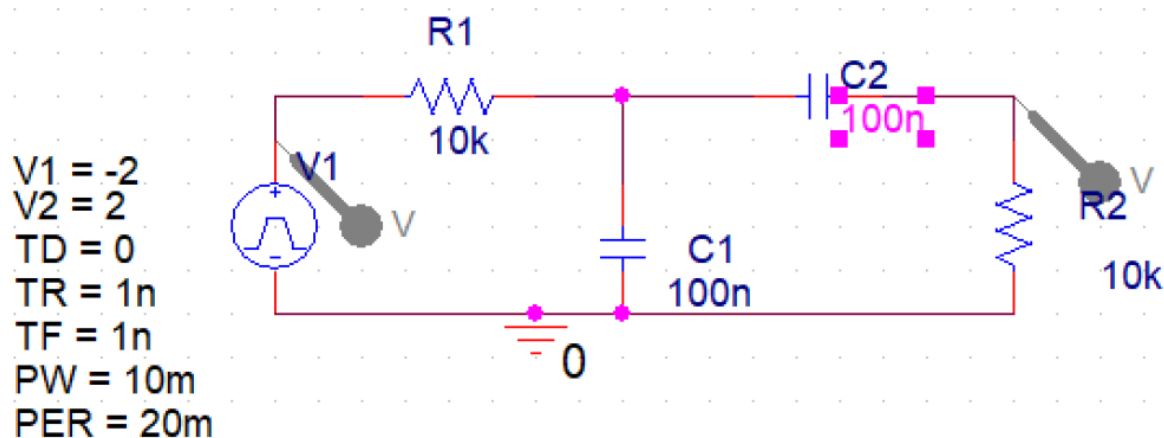 R1
10k
C2
100n
V1
V
V1 = -2
V2 = 2
TD = 0
TR = 1n
TF = 1n
PW = 10m
PER = 20m
C1
100n
0
V
R2
10k